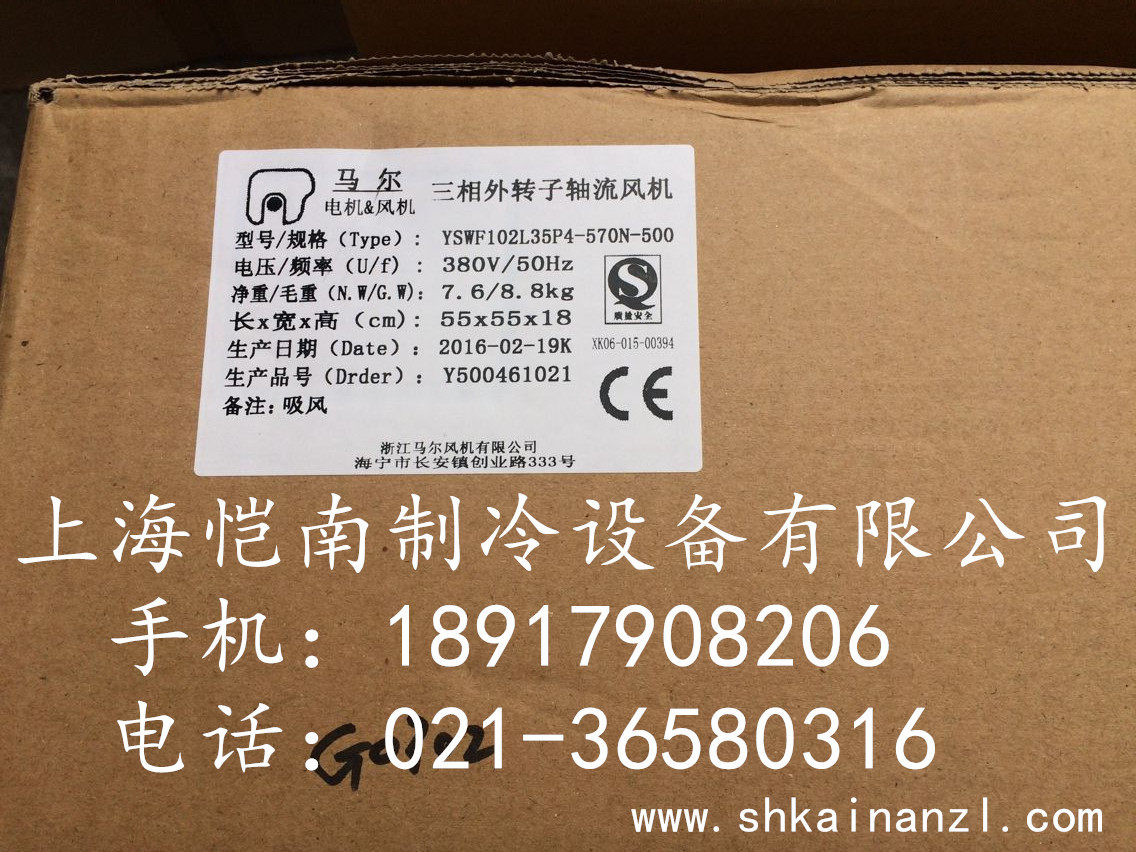 马尔
电机&风机
三相外转子轴流风机
型号/规格（Type）: YSWF102L35P4-570N-500
电压/频率（U/f）: 380V/50Hz
净重/毛重（N.W/G.W）: 7.6/8.8kg
长x宽x高（cm）: 55x55x18
生产日期（Date）: 2016-02-19K
生产品号（Drder）: Y500461021
备注: 吸风
质量安全
XK06-015-00394
CE
浙江马尔风机有限公司
海宁市长安镇创业路333号
上海恺南制冷设备有限公司
手机：18917908206
电话：021-36580316
www.shkainanzl.com